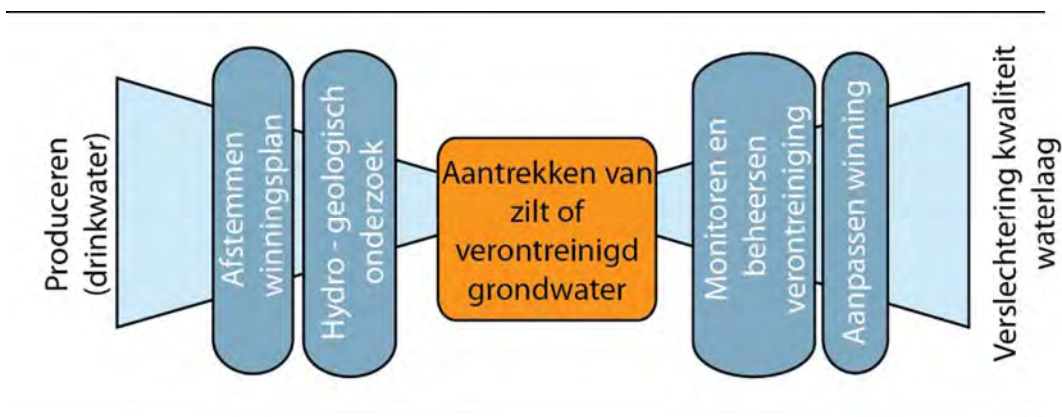 Produceren
(drinkwater)
Afstemmen
winningsplan
Hydro - geologisch
onderzoek
Aantrekken van
zilt of
verontreinigd
grondwater
Monitoren en
beheersen
verontreiniging
Aanpassen winning
Verslechtering kwaliteit
waterlaag